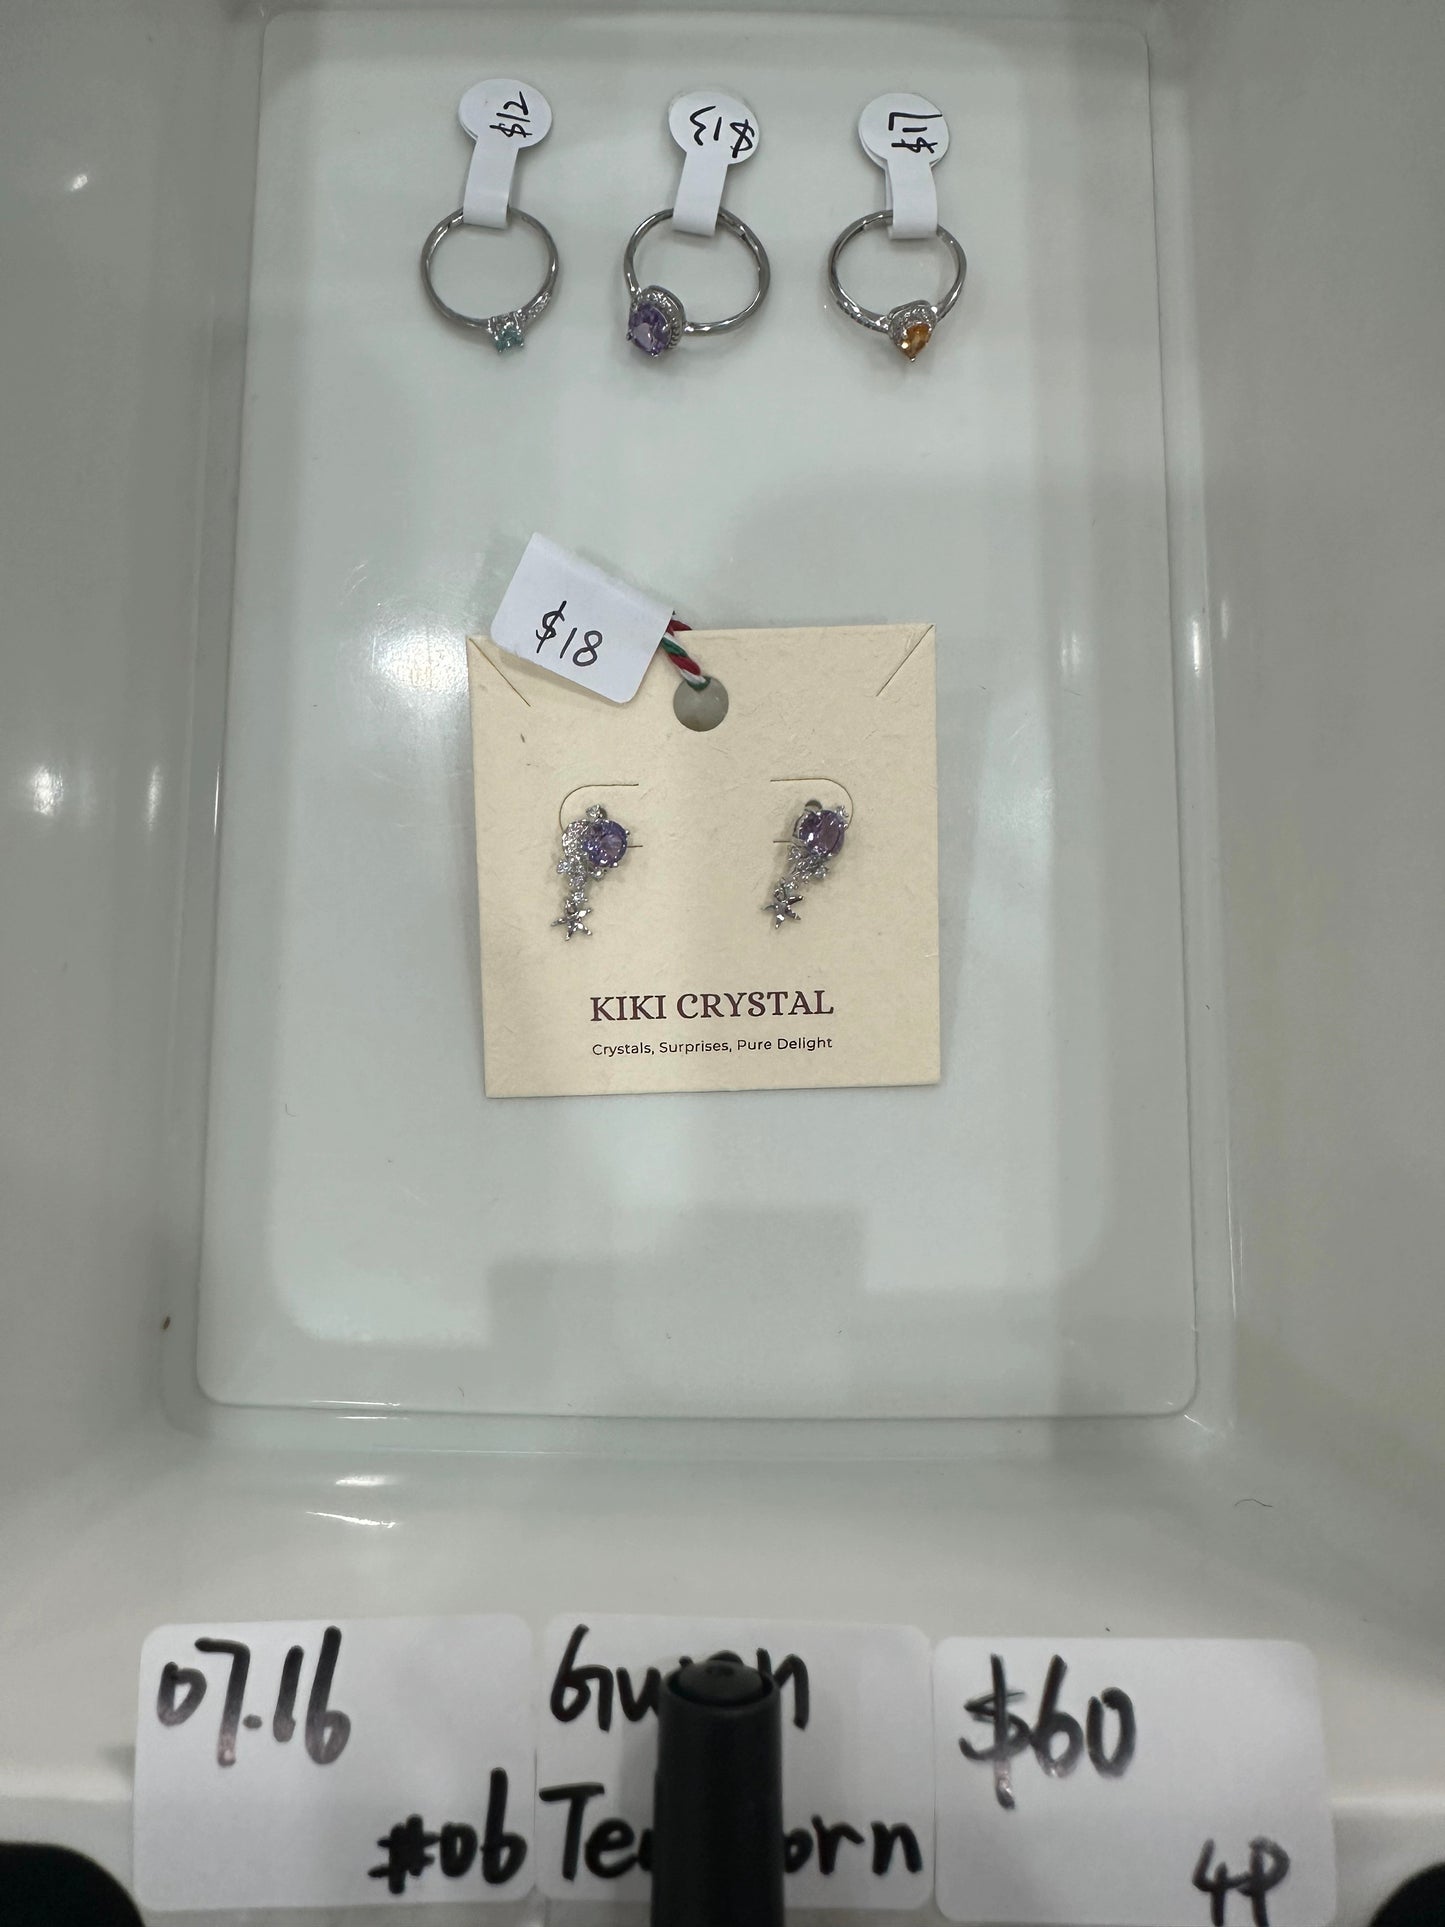 $12
$13
$17
$18
KIKI CRYSTAL
Crystals, Surprises, Pure Delight
07.16
#06
$60
4P